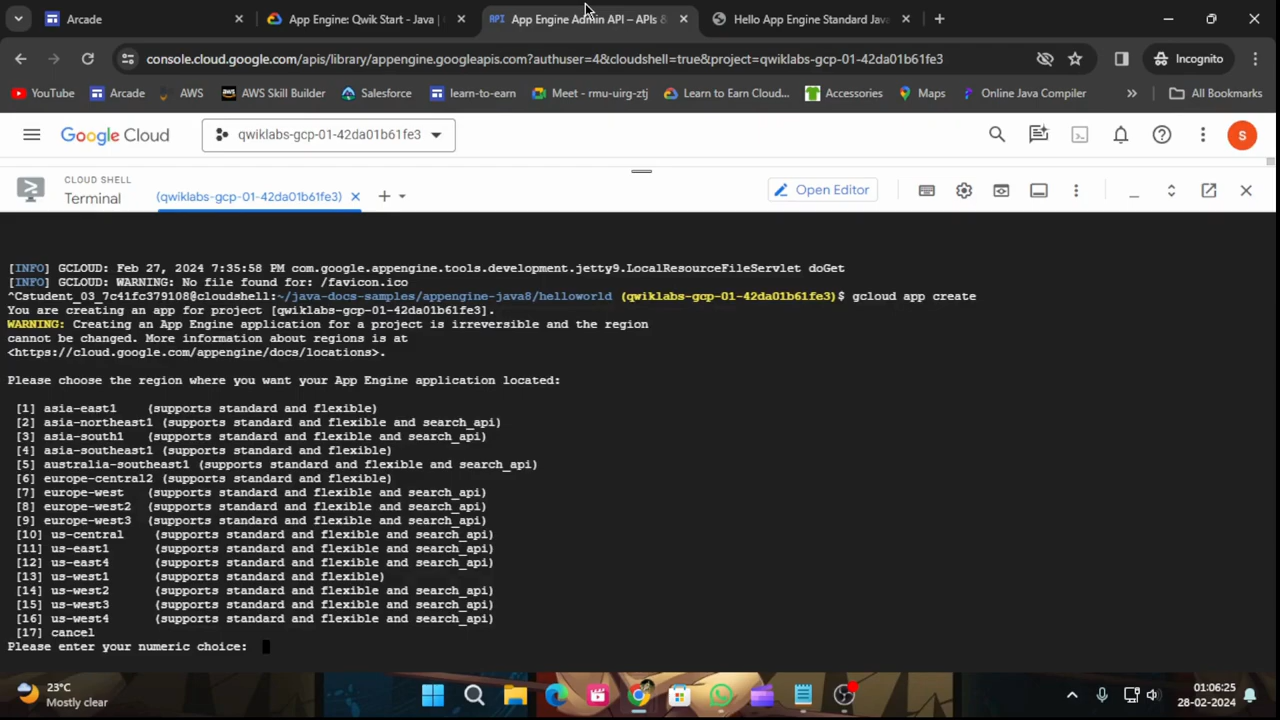 Arcade
App Engine: Qwik Start - Java |
API App Engine Admin API – APIs &
Hello App Engine Standard Java
console.cloud.google.com/apis/library/appengine.googleapis.com?authuser=4&cloudshell=true&project=qwiklabs-gcp-01-42da01b61fe3
Incognito
YouTube Arcade AWS AWS Skill Builder Salesforce learn-to-earn Meet - rmu-uirg-ztj Learn to Earn Cloud... Accessories Maps Online Java Compiler » All Bookmarks
Google Cloud qwiklabs-gcp-01-42da01b61fe3 S
CLOUD SHELL
Terminal (qwiklabs-gcp-01-42da01b61fe3) Open Editor
[INFO] GCLOUD: Feb 27, 2024 7:35:58 PM com.google.appengine.tools.development.jetty9.LocalResourceFileServlet doGet
[INFO] GCLOUD: WARNING: No file found for: /favicon.ico
^Cstudent_03_7c41fc379108@cloudshell:~/java-docs-samples/appengine-java8/helloworld (qwiklabs-gcp-01-42da01b61fe3)$ gcloud app create
You are creating an app for project [qwiklabs-gcp-01-42da01b61fe3].
WARNING: Creating an App Engine application for a project is irreversible and the region
cannot be changed. More information about regions is at
<https://cloud.google.com/appengine/docs/locations>.
Please choose the region where you want your App Engine application located:
[1] asia-east1 (supports standard and flexible)
[2] asia-northeast1 (supports standard and flexible and search_api)
[3] asia-south1 (supports standard and flexible and search_api)
[4] asia-southeast1 (supports standard and flexible)
[5] australia-southeast1 (supports standard and flexible and search_api)
[6] europe-central2 (supports standard and flexible)
[7] europe-west (supports standard and flexible and search_api)
[8] europe-west2 (supports standard and flexible and search_api)
[9] europe-west3 (supports standard and flexible and search_api)
[10] us-central (supports standard and flexible and search_api)
[11] us-east1 (supports standard and flexible and search_api)
[12] us-east4 (supports standard and flexible and search_api)
[13] us-west1 (supports standard and flexible)
[14] us-west2 (supports standard and flexible and search_api)
[15] us-west3 (supports standard and flexible and search_api)
[16] us-west4 (supports standard and flexible and search_api)
[17] cancel
Please enter your numeric choice:
23°C
Mostly clear
01:06:25
28-02-2024